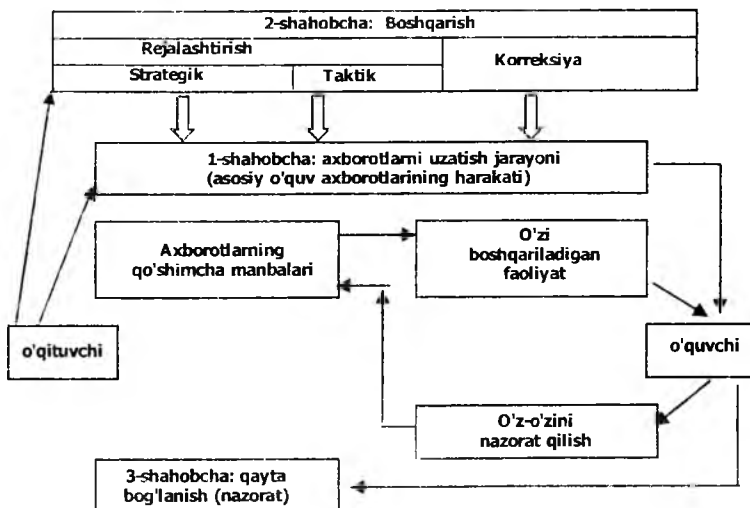 2-shahobcha: Boshqarish
Rejalashtirish
Korreksiya
Strategik
Taktik
1-shahobcha: axborotlarni uzatish jarayoni
(asosiy o'quv axborotlarining harakati)
Axborotlarning
qo'shimcha manbalari
O'zi
boshqariladigan
faoliyat
o'qituvchi
o'quvchi
O'z-o'zini
nazorat qilish
3-shahobcha: qayta
bog'lanish (nazorat)